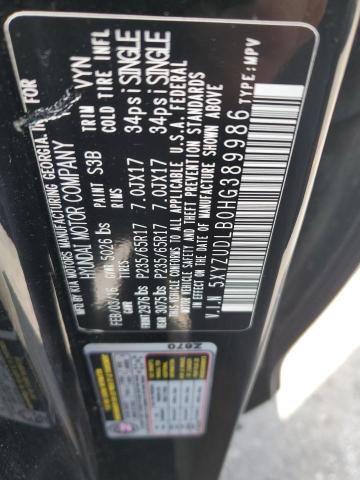 MFD BY KIA MOTORS MANUFACTURING GEORGIA, IN FOR
HYUNDAI MOTOR COMPANY
PAINT S3B TRIM VYN
FEB/03/16 GVWR 5026 lbs
GAWR TIRES RIMS COLD TIRE INFL
FRONT 2976 lbs P235/65R17 7.0JX17 34psi SINGLE
REAR 3075 lbs P235/65R17 7.0JX17 34psi SINGLE
THIS VEHICLE CONFORMS TO ALL APPLICABLE U.S.A. FEDERAL
MOTOR VEHICLE SAFETY AND THEFT PREVENTION STANDARDS
IN EFFECT ON THE DATE OF MANUFACTURE SHOWN ABOVE
V.I.N 5XYZUDLB0HG389986 TYPE:MPV
Z670